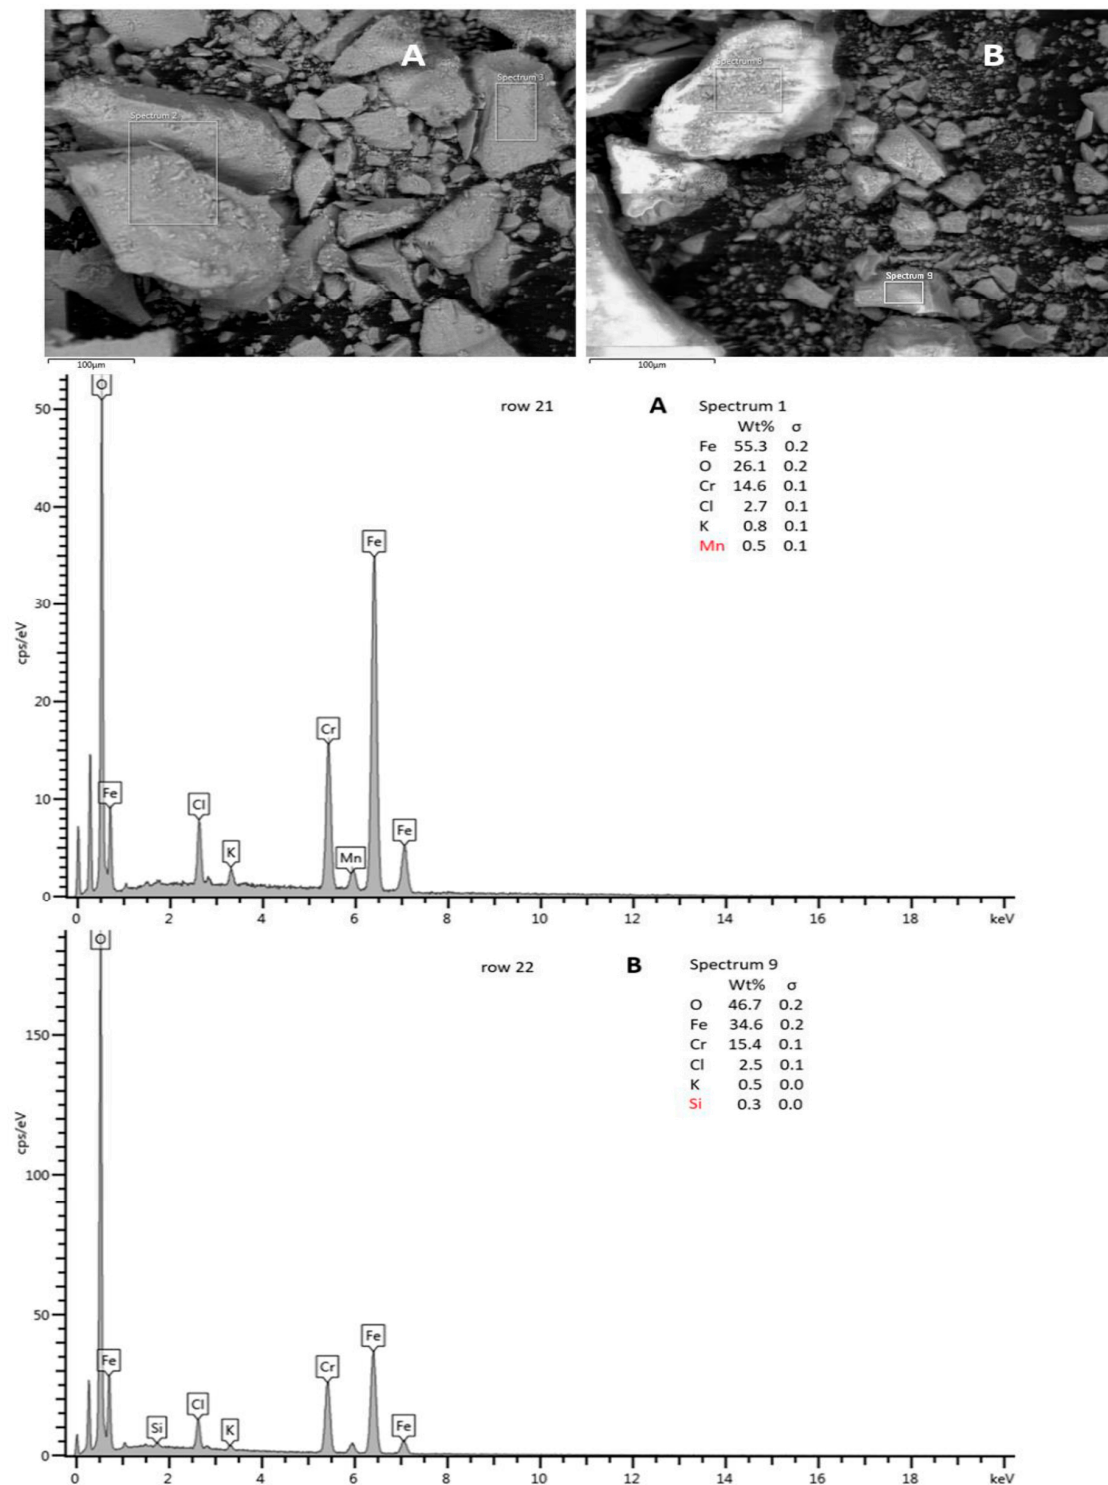 A
B
Spectrum 2
Spectrum 3
Spectrum 8
Spectrum 9
100µm
100µm
row 21
A
Spectrum 1
Wt% σ
Fe 55.3 0.2
O 26.1 0.2
Cr 14.6 0.1
Cl 2.7 0.1
K 0.8 0.1
Mn 0.5 0.1
cps/eV
50
40
30
20
10
0
O
Fe
Cl
K
Cr
Mn
Fe
Fe
0 2 4 6 8 10 12 14 16 18 keV
row 22
B
Spectrum 9
Wt% σ
O 46.7 0.2
Fe 34.6 0.2
Cr 15.4 0.1
Cl 2.5 0.1
K 0.5 0.0
Si 0.3 0.0
cps/eV
150
100
50
0
O
Fe
Si
Cl
K
Cr
Fe
Fe
0 2 4 6 8 10 12 14 16 18 keV